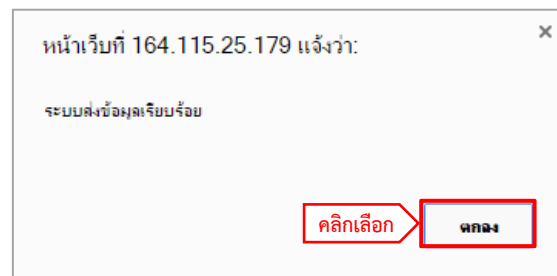 หน้าเว็บที่ 164.115.25.179 แจ้งว่า:
ระบบส่งข้อมูลเรียบร้อย
คลิกเลือก
ตกลง